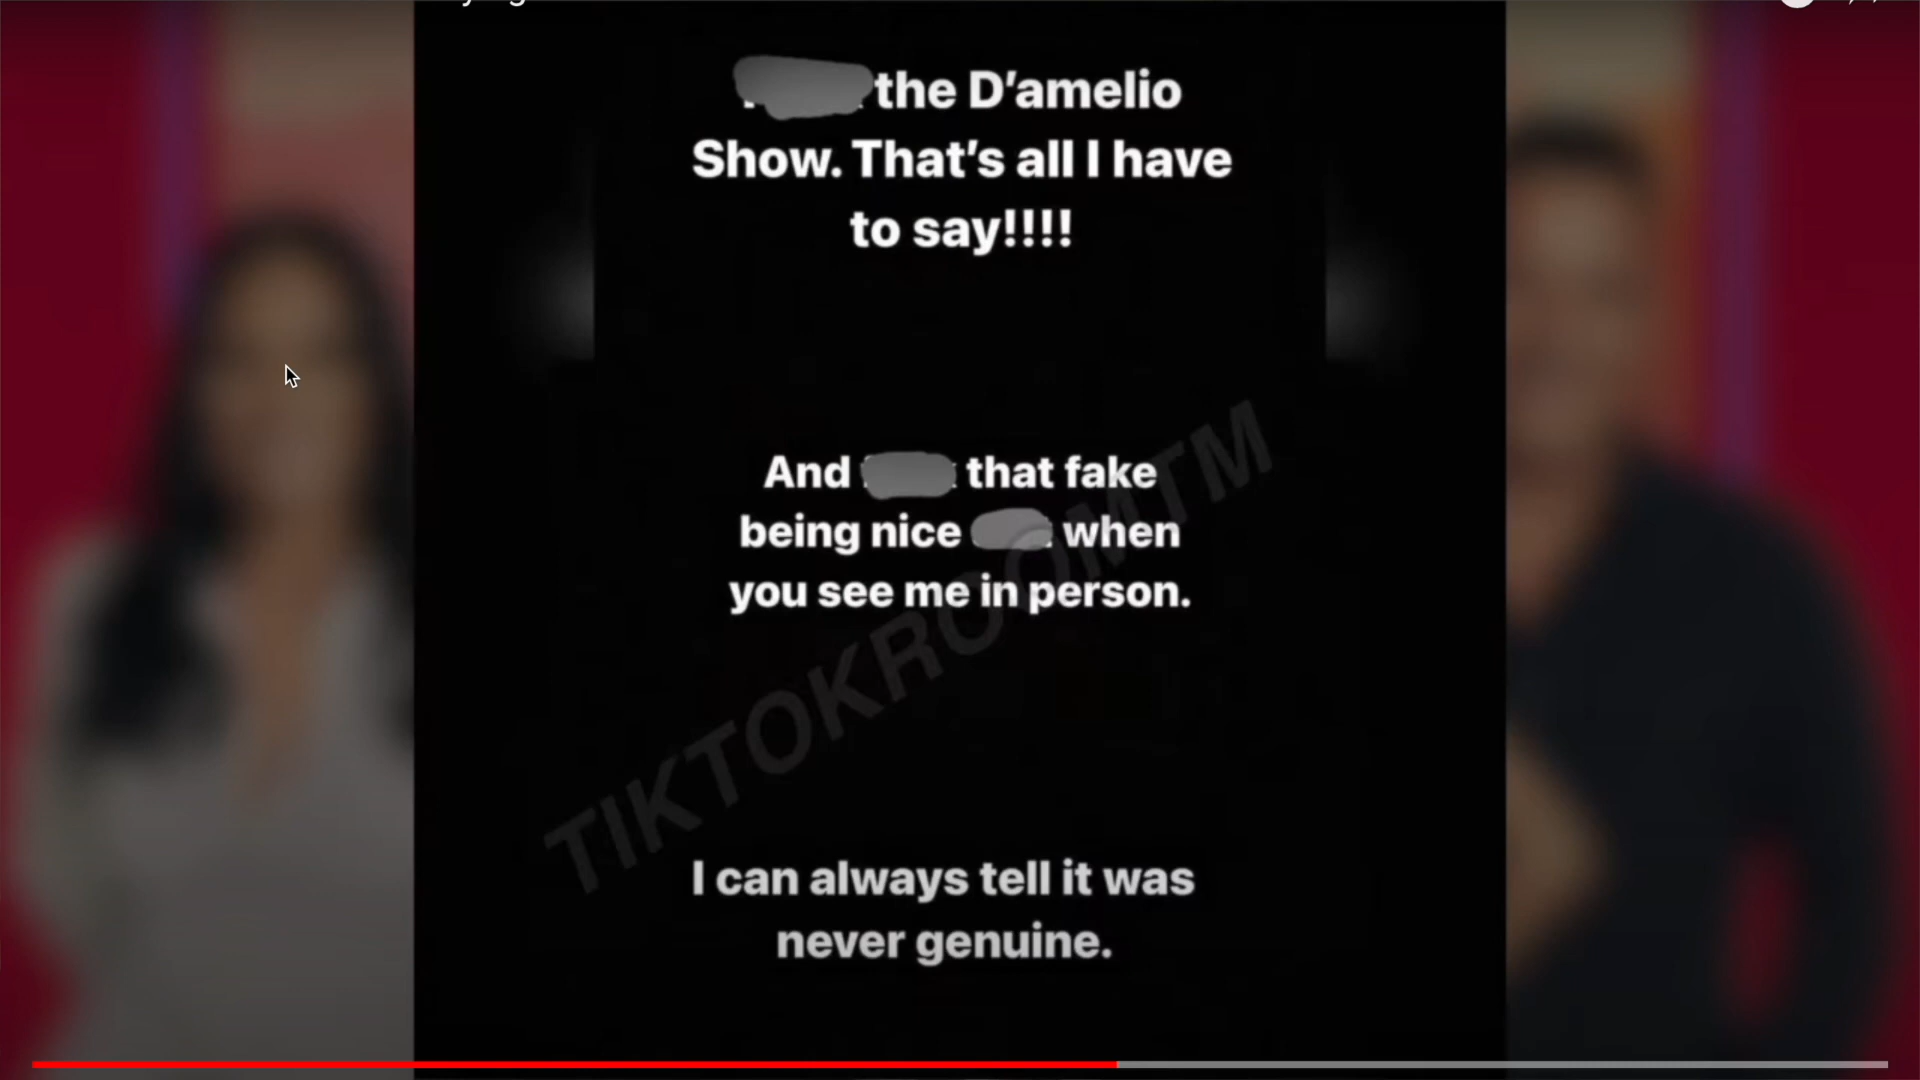 the D'amelio
Show. That's all I have
to say!!!!
And that fake
being nice when
you see me in person.
I can always tell it was
never genuine.
TIKTOKROOMTM